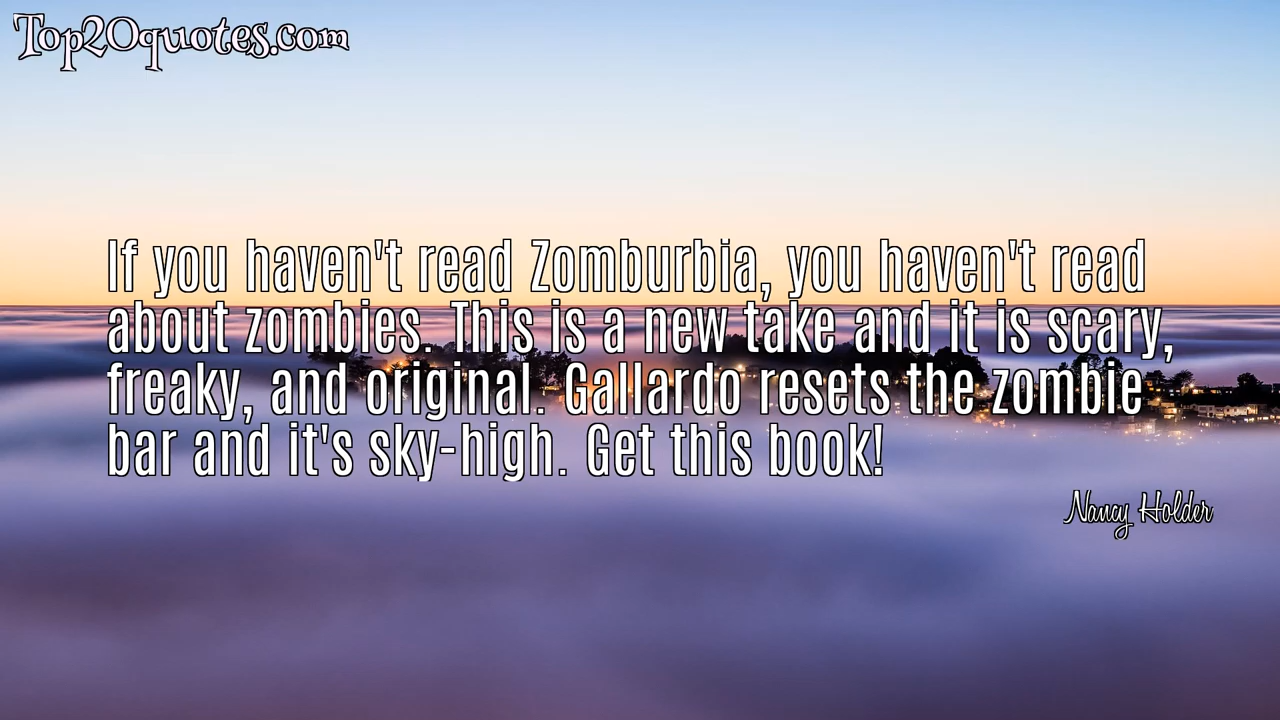 Top20quotes.com
If you haven't read Zomburbia, you haven't read
about zombies. This is a new take and it is scary,
freaky, and original. Gallardo resets the zombie
bar and it's sky-high. Get this book!
Nancy Holder